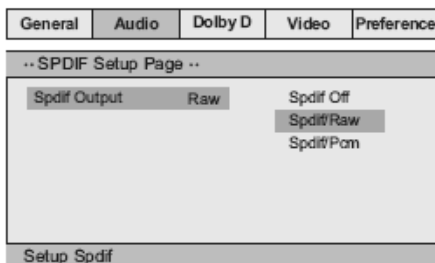 General Audio Dolby D Video Preference
·· SPDIF Setup Page ··
Spdif Output Raw Spdif Off
Spdif/Raw
Spdif/Pcm
Setup Spdif